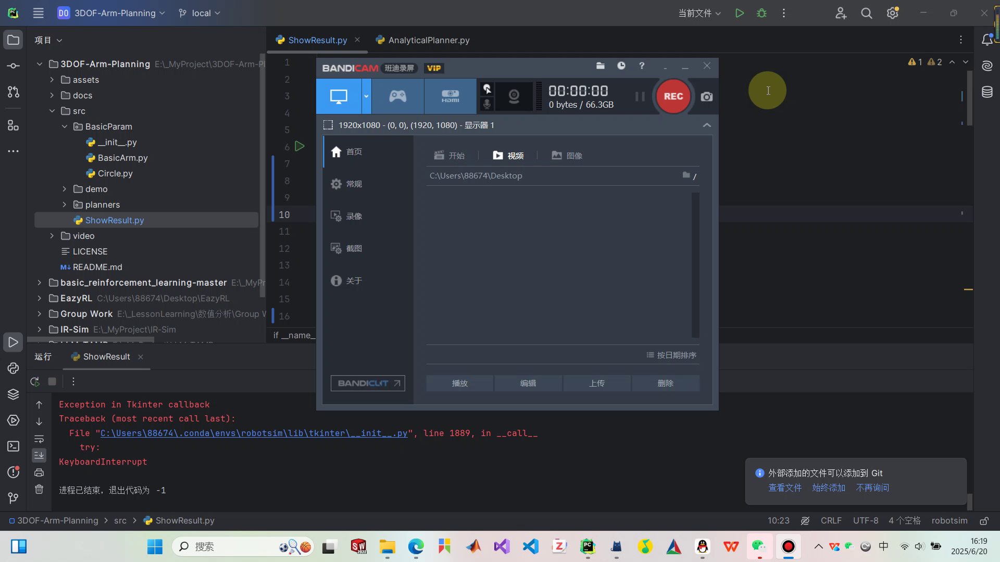 DO 3DOF-Arm-Planning local 当前文件
项目
ShowResult.py AnalyticalPlanner.py
3DOF-Arm-Planning E:\_MyProject\3DOF-Arm-Pl
assets
docs
src
BasicParam
__init__.py
BasicArm.py
Circle.py
demo
planners
ShowResult.py
video
LICENSE
M↓ README.md
basic_reinforcement_learning-master E:\_MyPr
EazyRL C:\Users\88674\Desktop\EazyRL
Group Work E:\_LessonLearning\数值分析\Group W
IR-Sim E:\_MyProject\IR-Sim
1
2
3
4
5
6
7
8
9
10
11
12
13
14
15
16
if __name_
1 2
BANDICAM 班迪录屏 VIP
?
HDMI
00:00:00
0 bytes / 66.3GB
REC
1920x1080 - (0, 0), (1920, 1080) - 显示器 1
首页
常规
录像
截图
关于
BANDICUT
开始 视频 图像
C:\Users\88674\Desktop /
按日期排序
播放 编辑 上传 删除
运行 ShowResult
Exception in Tkinter callback
Traceback (most recent call last):
File "C:\Users\88674\.conda\envs\robotsim\lib\tkinter\__init__.py", line 1889, in __call__
try:
KeyboardInterrupt
进程已结束，退出代码为 -1
外部添加的文件可以添加到 Git
查看文件 始终添加 不再询问
3DOF-Arm-Planning src ShowResult.py
10:23 CRLF UTF-8 4 个空格 robotsim
搜索
中
16:19
2025/6/20